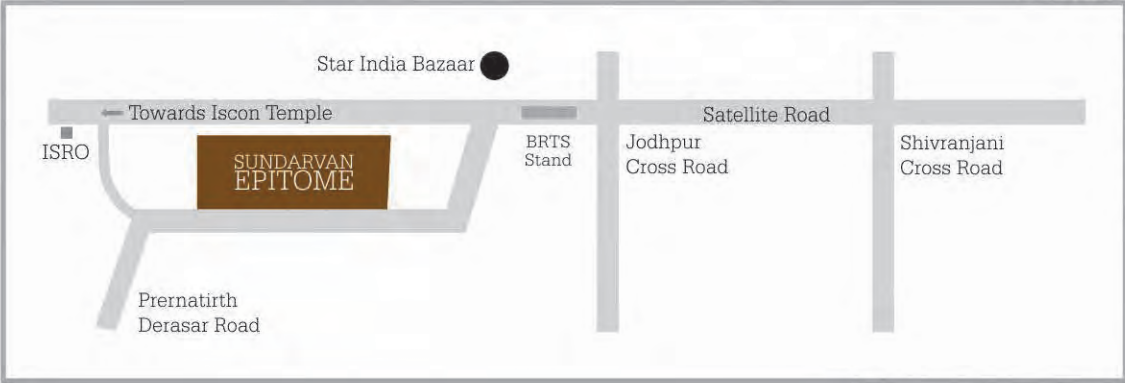 Star India Bazaar
Towards Iscon Temple
Satellite Road
ISRO
SUNDARVAN
EPITOME
BRTS
Stand
Jodhpur
Cross Road
Shivranjani
Cross Road
Prernatirth
Derasar Road